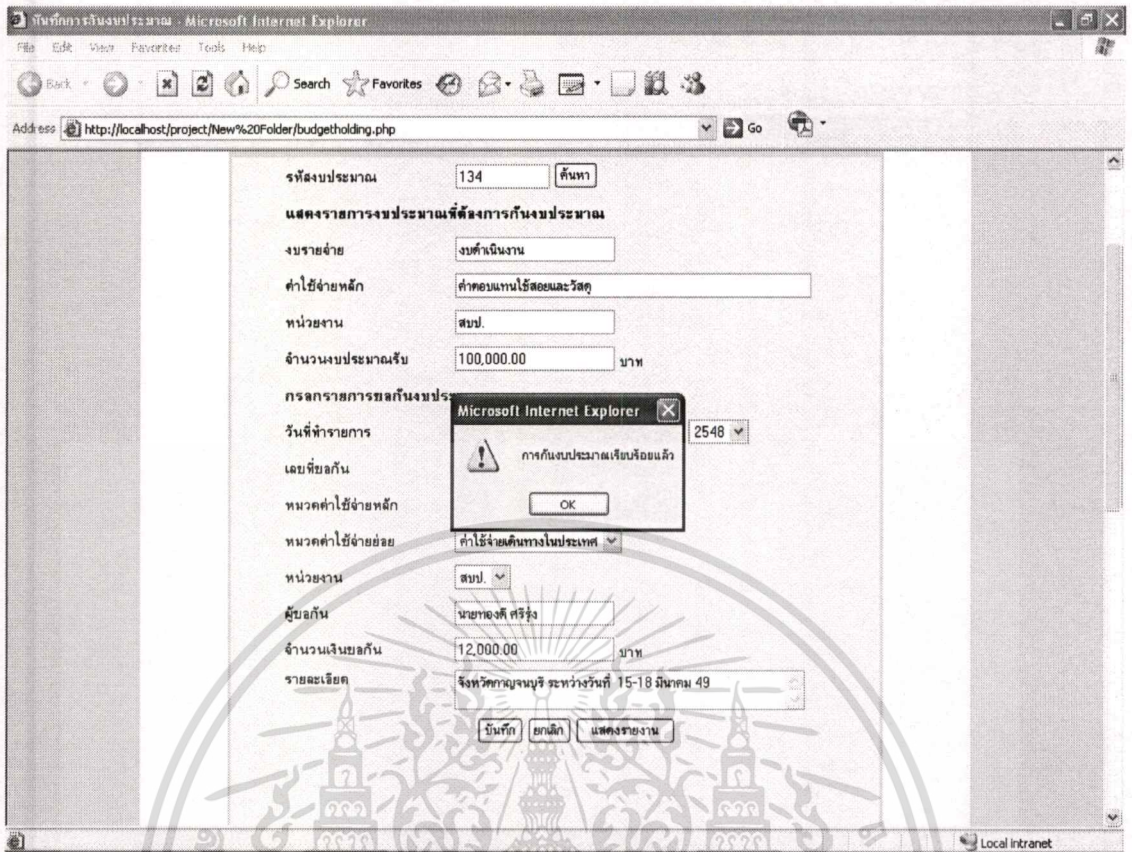 บันทึกการกันงบประมาณ - Microsoft Internet Explorer
File Edit View Favorites Tools Help
Back Search Favorites
Address http://localhost/project/New%20Folder/budgetholding.php Go
รหัสงบประมาณ 134 ค้นหา
แสดงรายการงบประมาณที่ต้องการกันงบประมาณ
งบรายจ่าย งบดำเนินงาน
ค่าใช้จ่ายหลัก ค่าตอบแทนใช้สอยและวัสดุ
หน่วยงาน สบป.
จำนวนงบประมาณรับ 100,000.00 บาท
กรอกรายการขอกันงบประ
Microsoft Internet Explorer
วันที่ทำรายการ 2548
การกันงบประมาณเรียบร้อยแล้ว
เลขที่ขอกัน
หมวดค่าใช้จ่ายหลัก OK
หมวดค่าใช้จ่ายย่อย ค่าใช้จ่ายเดินทางในประเทศ
หน่วยงาน สบป.
ผู้ขอกัน นายทองดี ศรีรุ่ง
จำนวนเงินขอกัน 12,000.00 บาท
รายละเอียด จังหวัดกาญจนบุรี ระหว่างวันที่ 15-18 มีนาคม 49
บันทึก ยกเลิก แสดงรายงาน
Local intranet